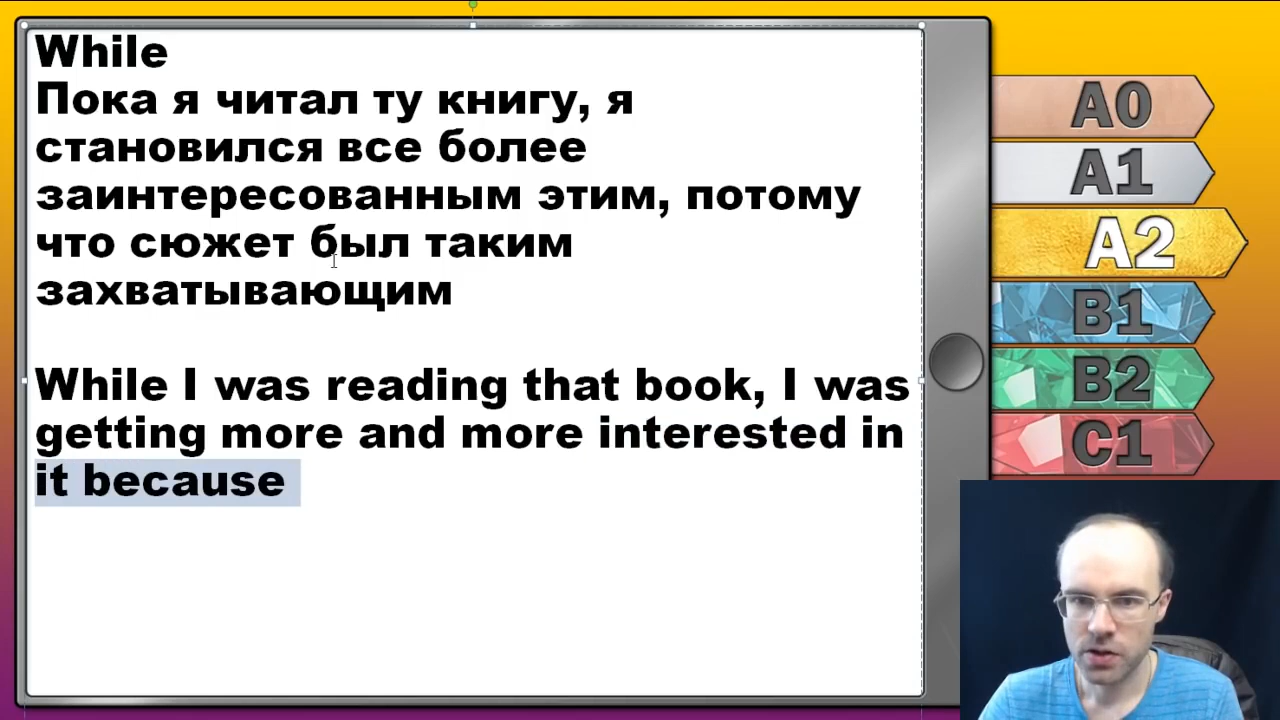 While
Пока я читал ту книгу, я
становился все более
заинтересованным этим, потому
что сюжет был таким
захватывающим
While I was reading that book, I was
getting more and more interested in
it because
A0
A1
A2
B1
B2
C1